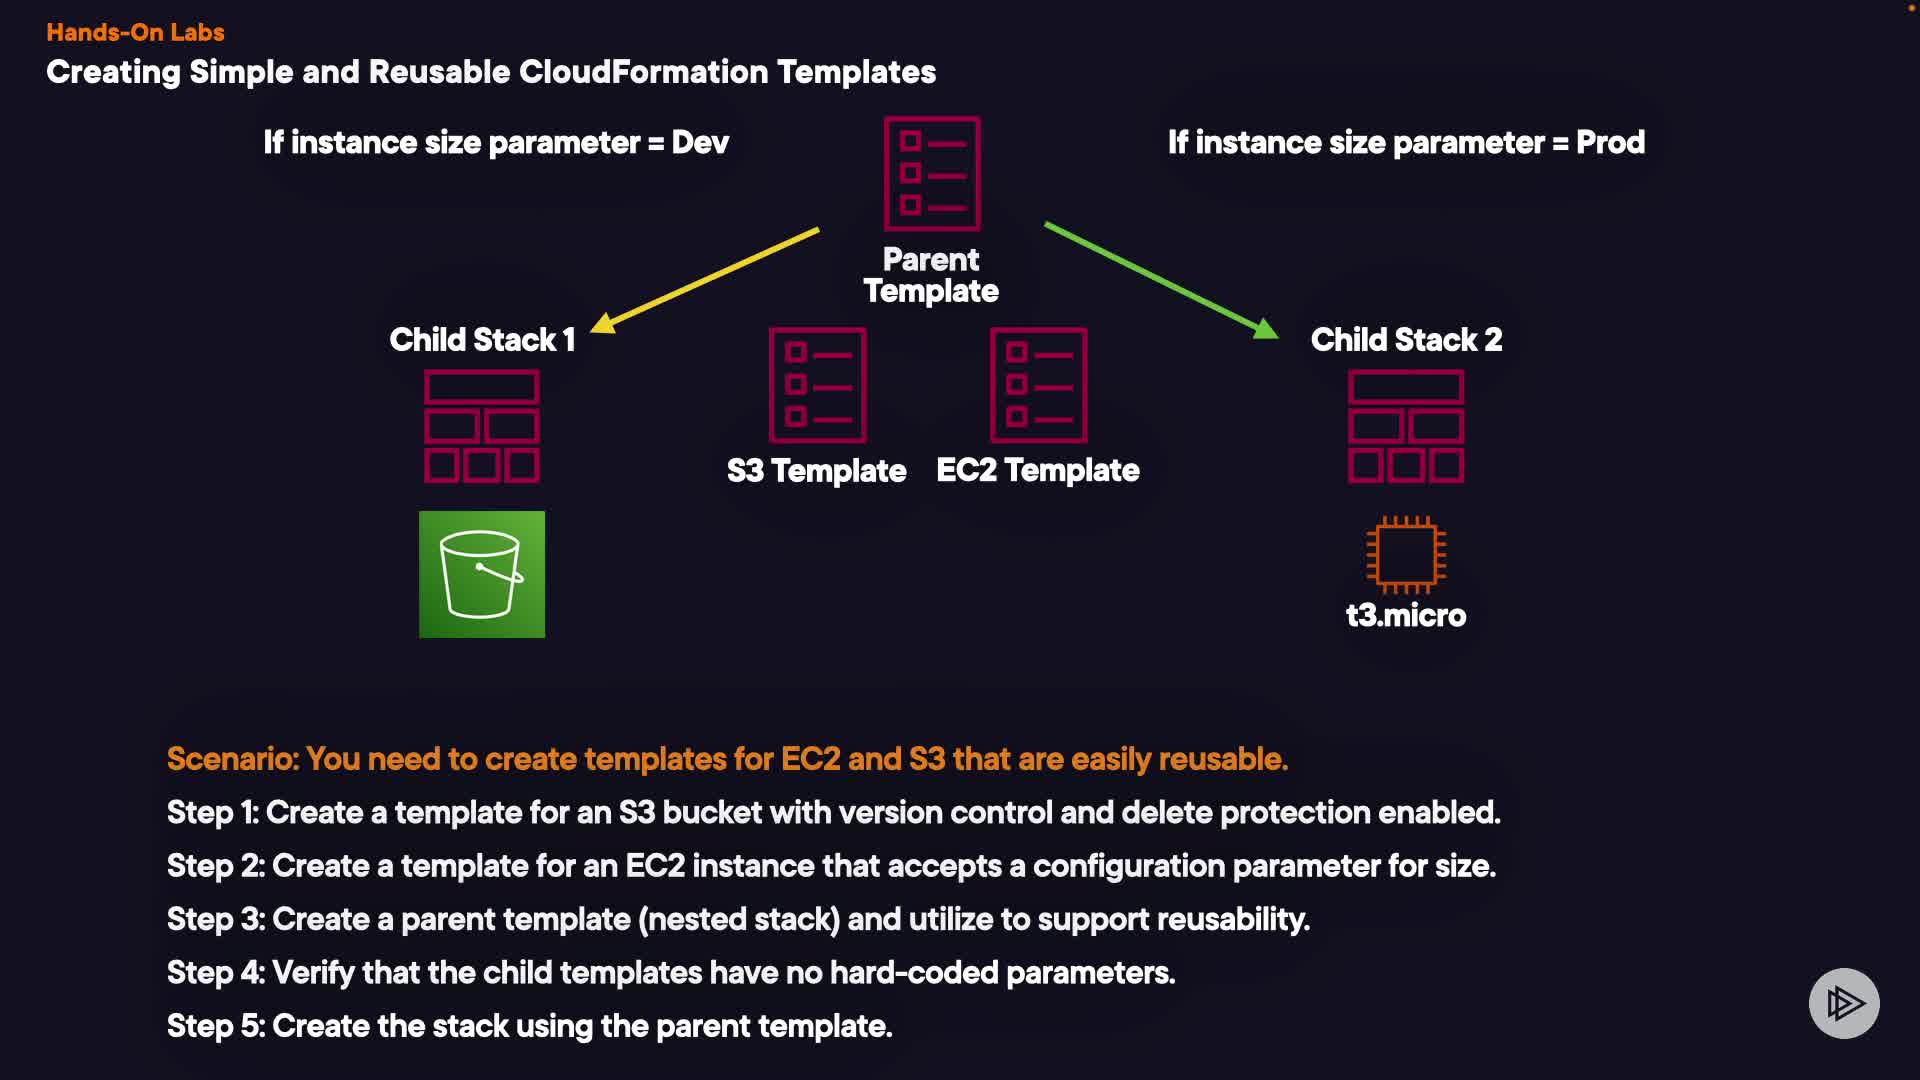 Hands-On Labs
Creating Simple and Reusable CloudFormation Templates
If instance size parameter = Dev
If instance size parameter = Prod
Parent
Template
Child Stack 1
Child Stack 2
S3 Template
EC2 Template
t3.micro
Scenario: You need to create templates for EC2 and S3 that are easily reusable.
Step 1: Create a template for an S3 bucket with version control and delete protection enabled.
Step 2: Create a template for an EC2 instance that accepts a configuration parameter for size.
Step 3: Create a parent template (nested stack) and utilize to support reusability.
Step 4: Verify that the child templates have no hard-coded parameters.
Step 5: Create the stack using the parent template.